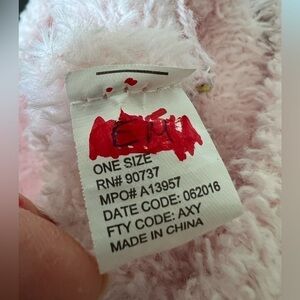 ONE SIZE
RN# 90737
MPO# A13957
DATE CODE: 062016
FTY CODE: AXY
MADE IN CHINA